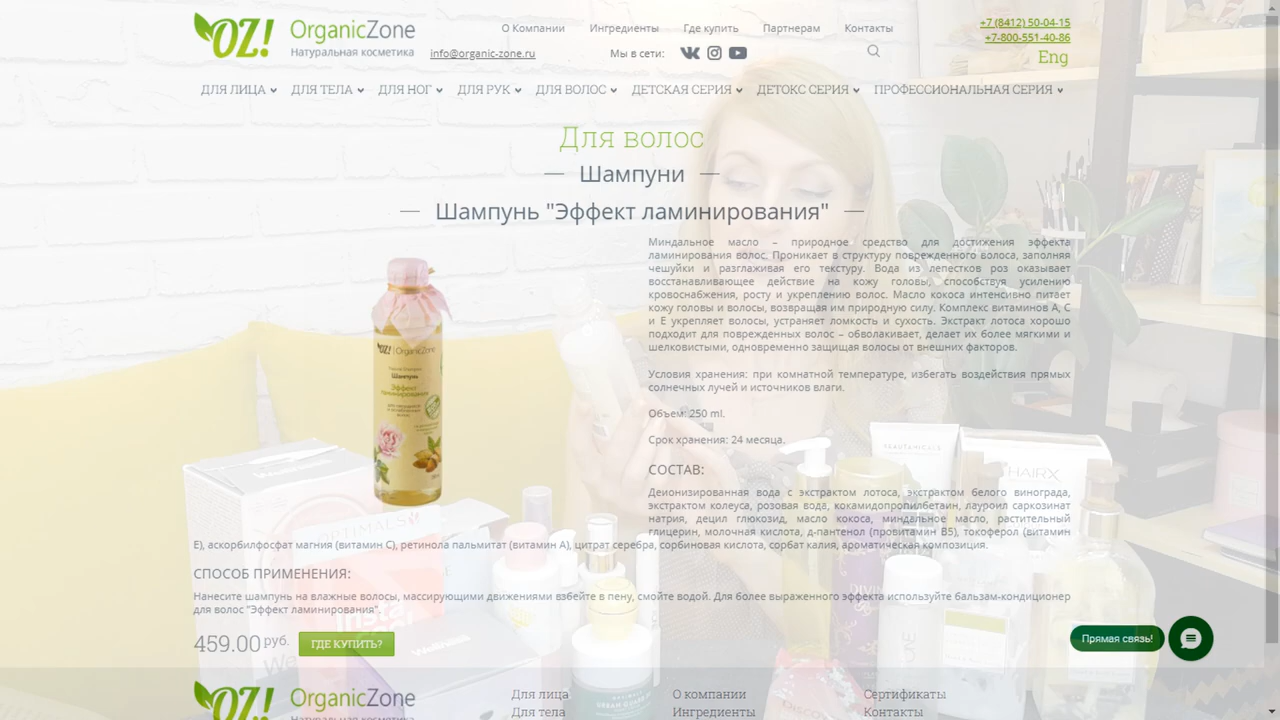 OZ! OrganicZone
Натуральная косметика
О Компании Ингредиенты Где купить Партнерам Контакты
+7 (8412) 50-04-15
+7-800-551-40-86
info@organic-zone.ru
Мы в сети:
Eng
ДЛЯ ЛИЦА ДЛЯ ТЕЛА ДЛЯ НОГ ДЛЯ РУК ДЛЯ ВОЛОС ДЕТСКАЯ СЕРИЯ ДЕТОКС СЕРИЯ ПРОФЕССИОНАЛЬНАЯ СЕРИЯ
Для волос
Шампуни
Шампунь "Эффект ламинирования"
Миндальное масло – природное средство для достижения эффекта
ламинирования волос. Проникает в структуру поврежденного волоса, заполняя
чешуйки и разглаживая его текстуру. Вода из лепестков роз оказывает
восстанавливающее действие на кожу головы, способствуя усилению
кровоснабжения, росту и укреплению волос. Масло кокоса интенсивно питает
кожу головы и волосы, возвращая им природную силу. Комплекс витаминов А, С
и Е укрепляет волосы, устраняет ломкость и сухость. Экстракт лотоса хорошо
подходит для поврежденных волос – обволакивает, делает их более мягкими и
шелковистыми, одновременно защищая волосы от внешних факторов.
Условия хранения: при комнатной температуре, избегать воздействия прямых
солнечных лучей и источников влаги.
Объем: 250 ml.
Срок хранения: 24 месяца.
OZ! OrganicZone
Шампунь
Эффект
ламинирования
СОСТАВ:
Деионизированная вода с экстрактом лотоса, экстрактом белого винограда,
экстрактом колеуса, розовая вода, кокамидопропилбетаин, лауроил саркозинат
натрия, децил глюкозид, масло кокоса, миндальное масло, растительный
глицерин, молочная кислота, д-пантенол (провитамин В5), токоферол (витамин
Е), аскорбилфосфат магния (витамин С), ретинола пальмитат (витамин А), цитрат серебра, сорбиновая кислота, сорбат калия, ароматическая композиция.
HAIRX
СПОСОБ ПРИМЕНЕНИЯ:
Нанесите шампунь на влажные волосы, массирующими движениями взбейте в пену, смойте водой. Для более выраженного эффекта используйте бальзам-кондиционер
для волос "Эффект ламинирования".
459.00 руб. ГДЕ КУПИТЬ?
Прямая связь!
OZ! OrganicZone
Натуральная косметика
Для лица О компании Сертификаты
Для тела Ингредиенты Контакты